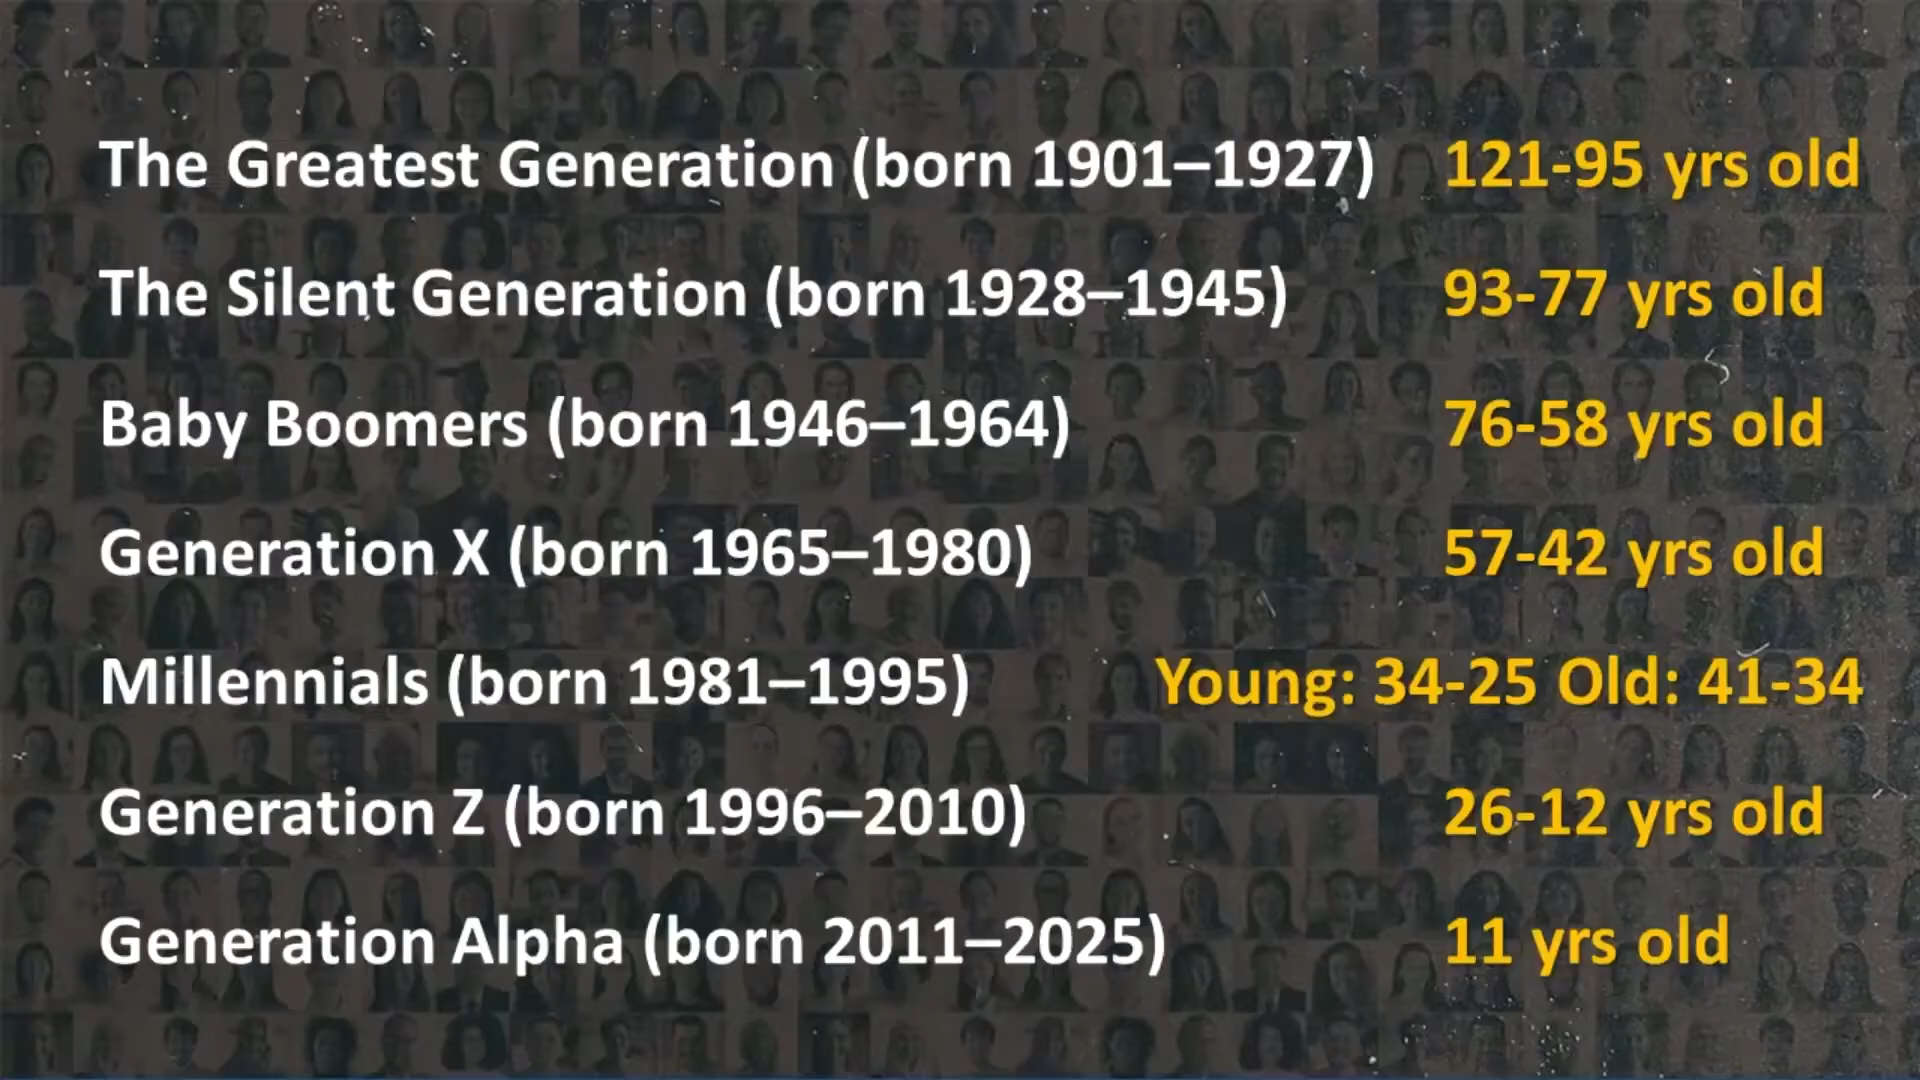 The Greatest Generation (born 1901–1927) 121-95 yrs old
The Silent Generation (born 1928–1945) 93-77 yrs old
Baby Boomers (born 1946–1964) 76-58 yrs old
Generation X (born 1965–1980) 57-42 yrs old
Millennials (born 1981–1995) Young: 34-25 Old: 41-34
Generation Z (born 1996–2010) 26-12 yrs old
Generation Alpha (born 2011–2025) 11 yrs old